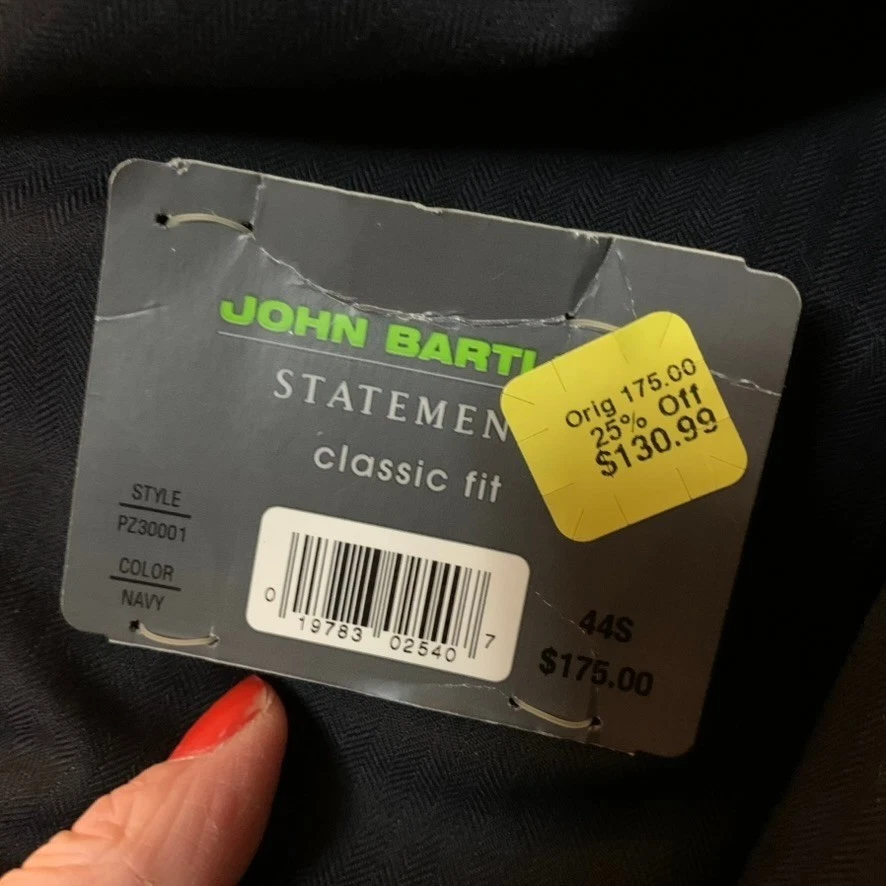 JOHN BARTL
STATEMEN
classic fit
Orig 175.00
25% Off
$130.99
STYLE
PZ30001
COLOR
NAVY
0 19783 02540 7
44S
$175.00